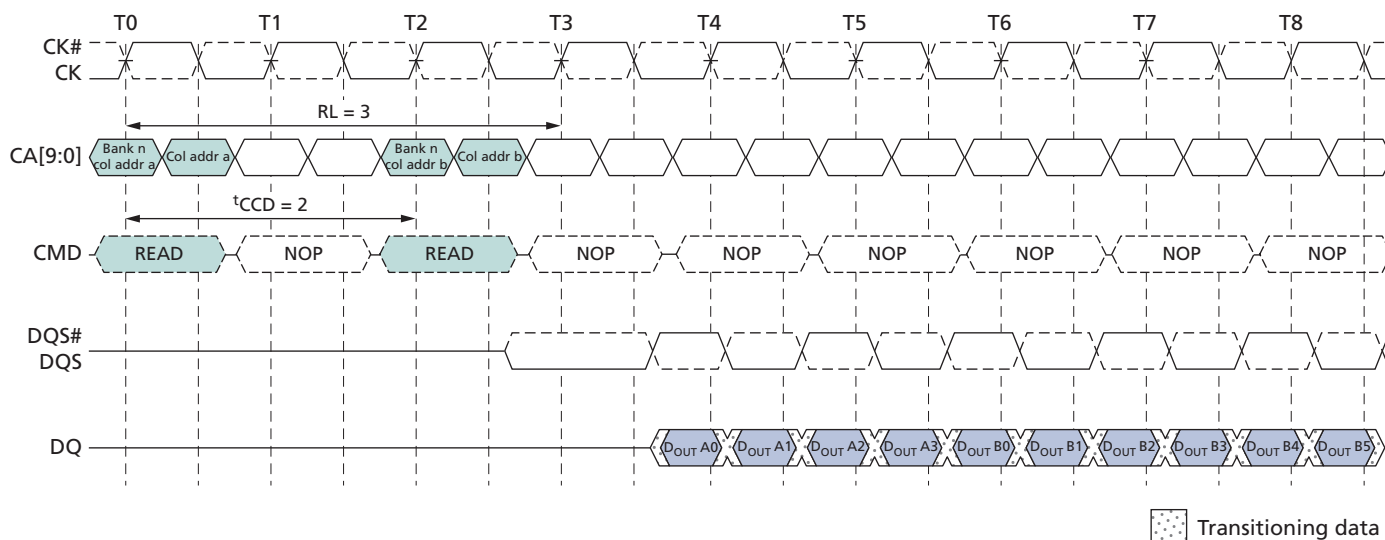 T0 T1 T2 T3 T4 T5 T6 T7 T8
CK#
CK
RL = 3
CA[9:0]
Bank n
col addr a
Col addr a
Bank n
col addr b
Col addr b
tCCD = 2
CMD READ NOP READ NOP NOP NOP NOP NOP NOP
DQS#
DQS
DQ DOUT A0 DOUT A1 DOUT A2 DOUT A3 DOUT B0 DOUT B1 DOUT B2 DOUT B3 DOUT B4 DOUT B5
Transitioning data